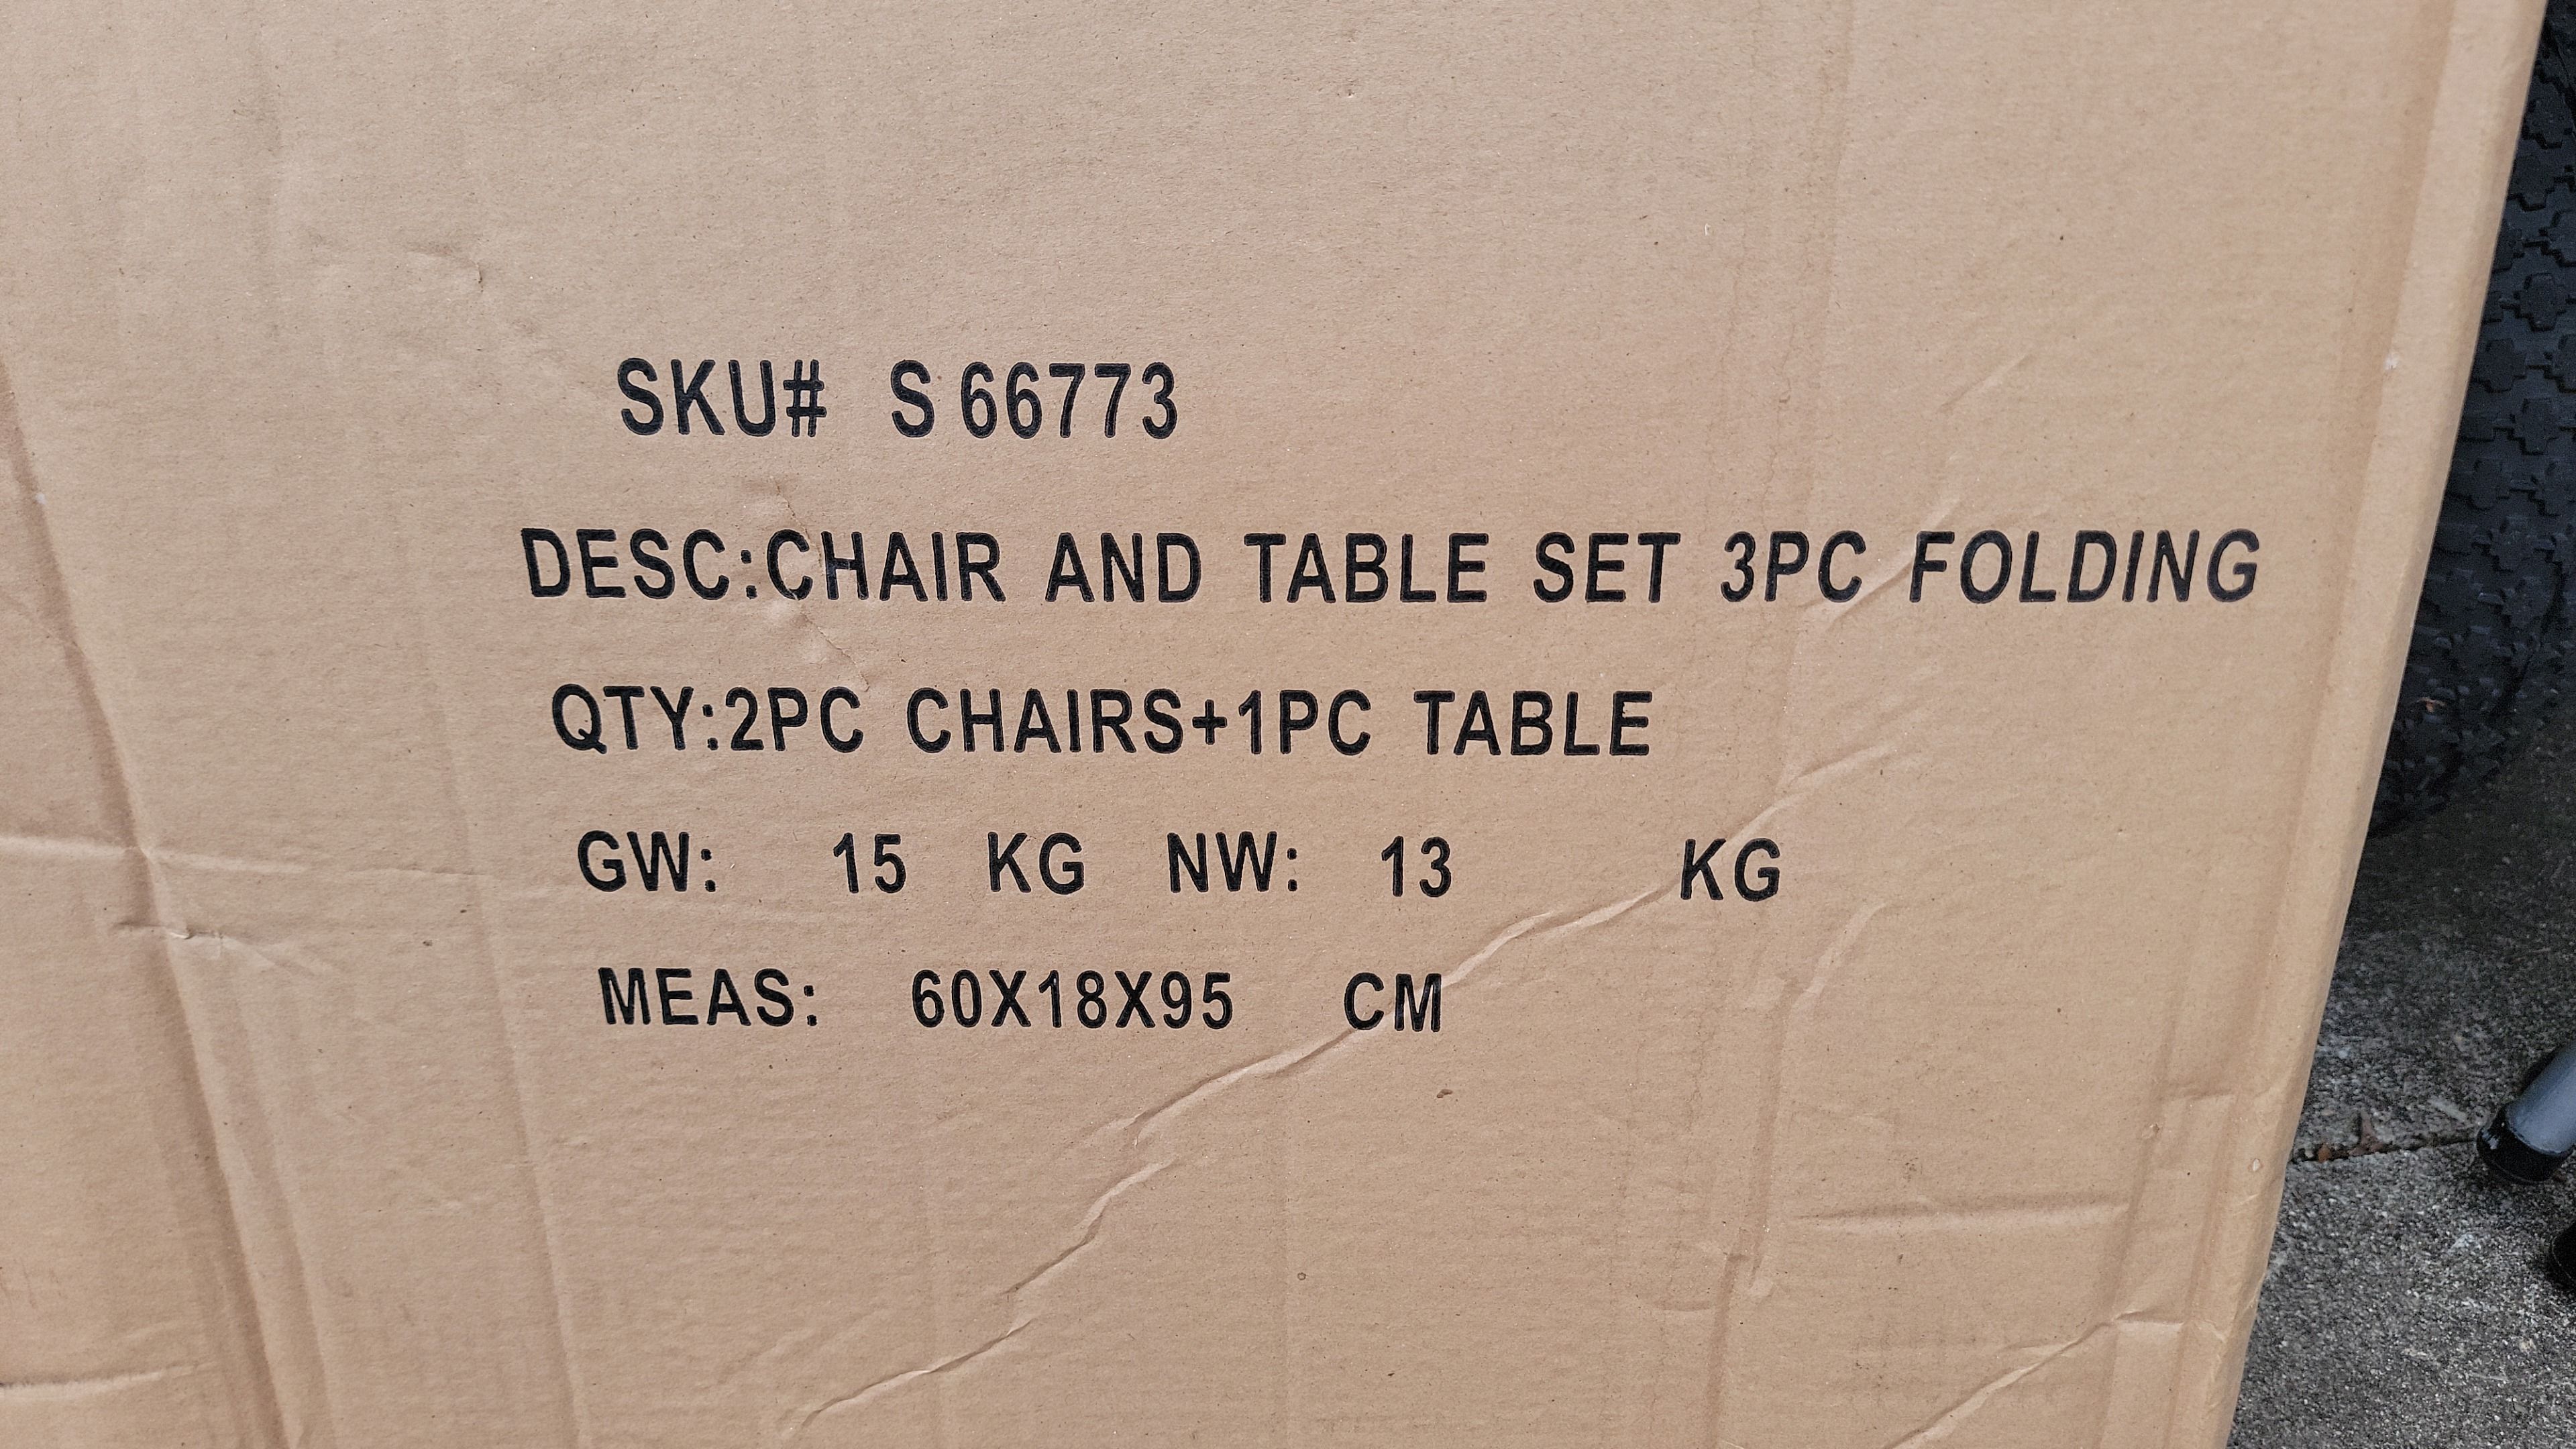 SKU# S 66773
DESC:CHAIR AND TABLE SET 3PC FOLDING
QTY:2PC CHAIRS+1PC TABLE
GW: 15 KG NW: 13 KG
MEAS: 60X18X95 CM